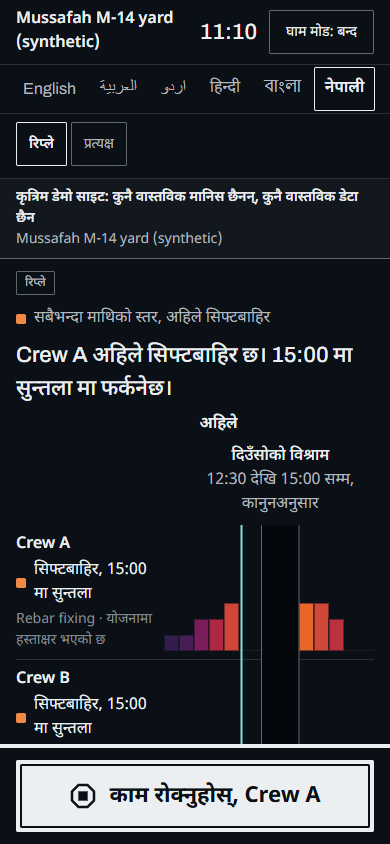 Mussafah M-14 yard
(synthetic)
11:10
घाम मोड: बन्द
English
العربية
اردو
हिन्दी
বাংলা
नेपाली
रिप्ले
प्रत्यक्ष
कृत्रिम डेमो साइट: कुनै वास्तविक मानिस छैनन्, कुनै वास्तविक डेटा
छैन
Mussafah M-14 yard (synthetic)
रिप्ले
सबैभन्दा माथिको स्तर, अहिले सिफ्टबाहिर
Crew A अहिले सिफ्टबाहिर छ। 15:00 मा
सुन्तला मा फर्कनेछ।
अहिले
दिउँसोको विश्राम
12:30 देखि 15:00 सम्म,
कानुनअनुसार
Crew A
सिफ्टबाहिर, 15:00
मा सुन्तला
Rebar fixing · योजनामा
हस्ताक्षर भएको छ
Crew B
सिफ्टबाहिर, 15:00
मा सुन्तला
काम रोक्नुहोस्, Crew A